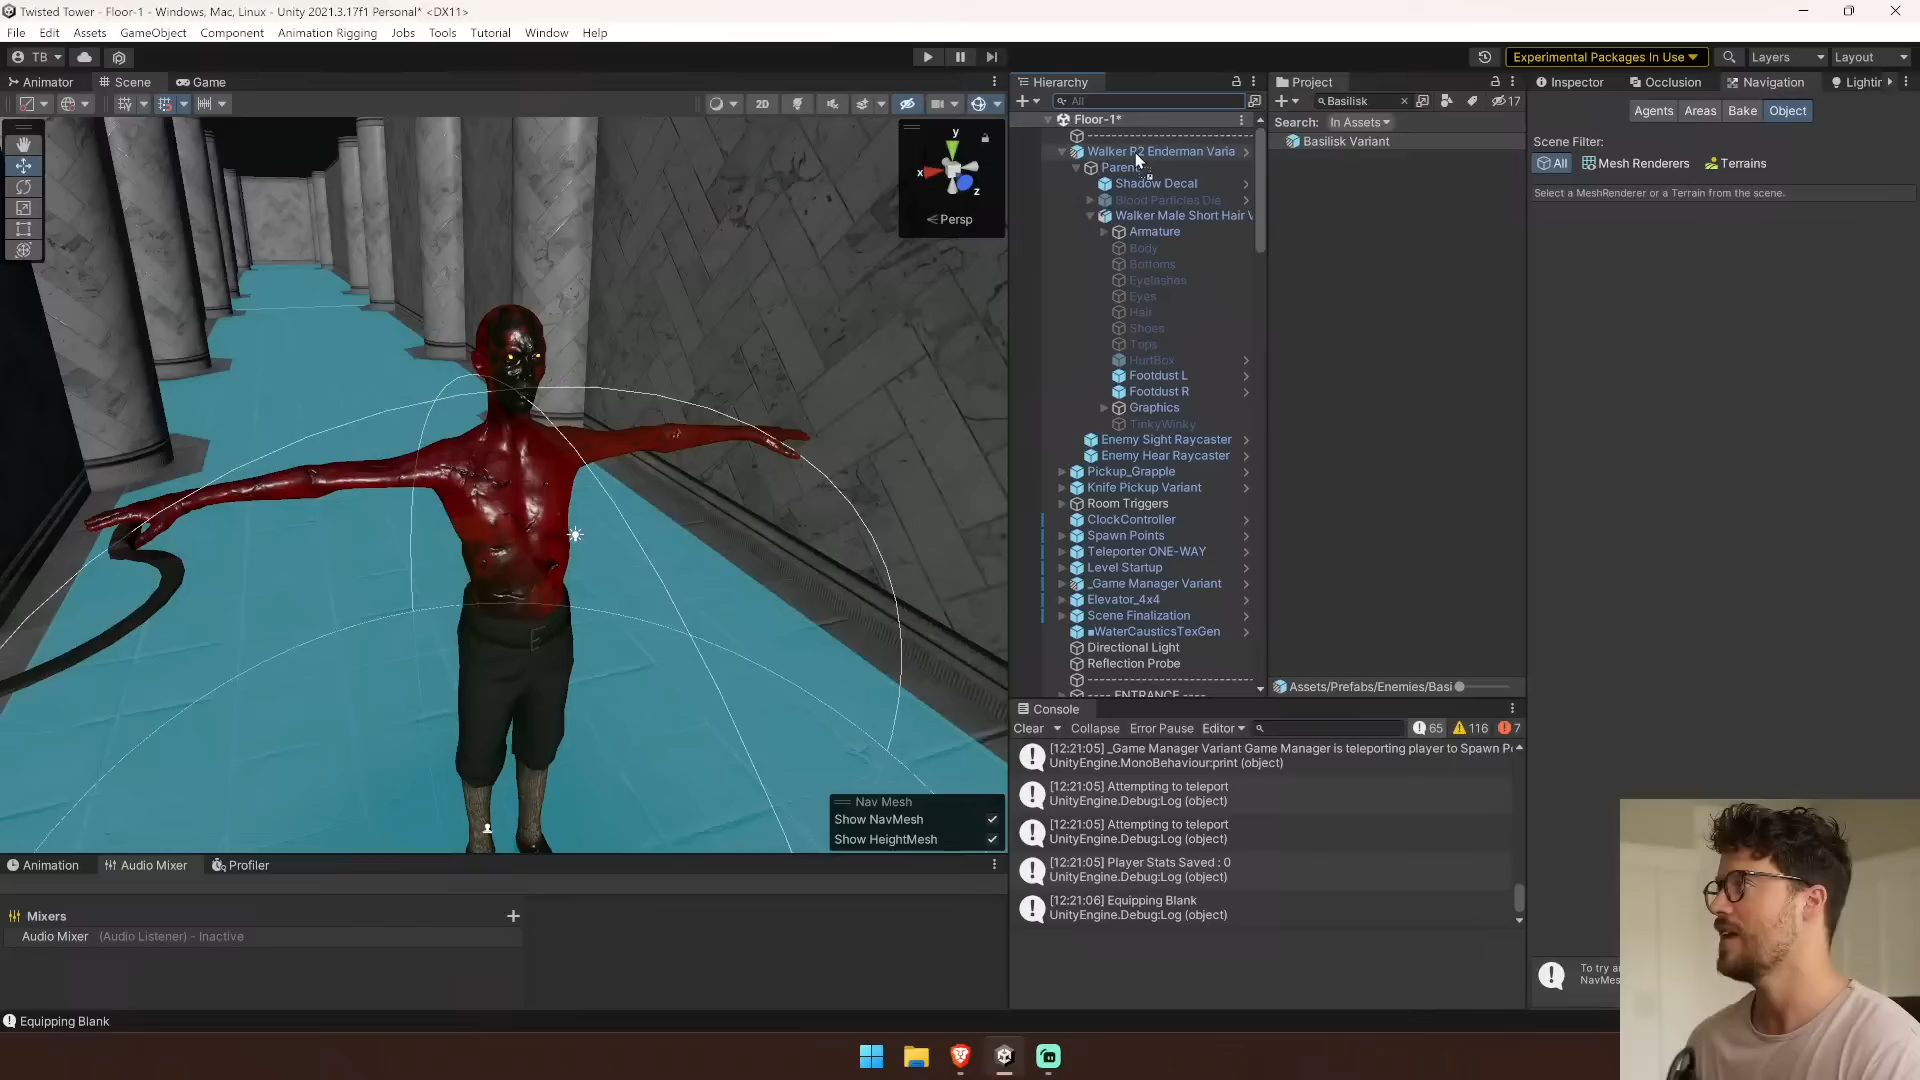 Twisted Tower - Floor-1 - Windows, Mac, Linux - Unity 2021.3.17f1 Personal* <DX11>
File Edit Assets GameObject Component Animation Rigging Jobs Tools Tutorial Window Help
TB Experimental Packages In Use Layers Layout
Animator Scene Game
2D
y
x
z
Persp
Nav Mesh
Show NavMesh
Show HeightMesh
Hierarchy
All
Floor-1*
--------------------------------
Walker R2 Enderman Varia
Paren
Shadow Decal
Blood Particles Die
Walker Male Short Hair V
Armature
Body
Bottoms
Eyelashes
Eyes
Hair
Shoes
Tops
HurtBox
Footdust L
Footdust R
Graphics
TinkyWinky
Enemy Sight Raycaster
Enemy Hear Raycaster
Pickup_Grapple
Knife Pickup Variant
Room Triggers
ClockController
Spawn Points
Teleporter ONE-WAY
Level Startup
_Game Manager Variant
Elevator_4x4
Scene Finalization
■WaterCausticsTexGen
Directional Light
Reflection Probe
--------------------------------
---- ENTRANCE ----
Project
Basilisk
17
Search: In Assets
Basilisk Variant
Assets/Prefabs/Enemies/Basi
Inspector Occlusion Navigation Lightir
Agents Areas Bake Object
Scene Filter:
All Mesh Renderers Terrains
Select a MeshRenderer or a Terrain from the scene.
Console
Clear Collapse Error Pause Editor 65 116 7
[12:21:05] _Game Manager Variant Game Manager is teleporting player to Spawn P
UnityEngine.MonoBehaviour:print (object)
[12:21:05] Attempting to teleport
UnityEngine.Debug:Log (object)
[12:21:05] Attempting to teleport
UnityEngine.Debug:Log (object)
[12:21:05] Player Stats Saved : 0
UnityEngine.Debug:Log (object)
[12:21:06] Equipping Blank
UnityEngine.Debug:Log (object)
To try a
NavMes
Animation Audio Mixer Profiler
Mixers
Audio Mixer (Audio Listener) - Inactive
Equipping Blank